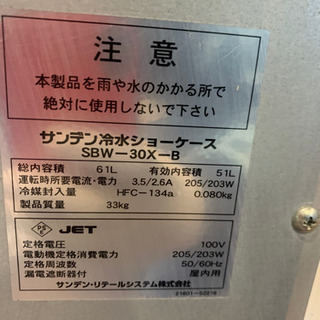 注意
本製品を雨や水のかかる所で
絶対に使用しないで下さい
サンデン冷水ショーケース
SBW-30X-B
総内容積 61L 有効内容積 51L
運転時所要電流・電力 3.5/2.6A 205/203W
冷媒封入量 HFC-134a 0.080kg
製品質量 33kg
PSE JET
定格電圧 100V
電動機定格消費電力 205/203W
定格周波数 50/60Hz
漏電遮断器付 屋内用
サンデン・リテールシステム株式会社